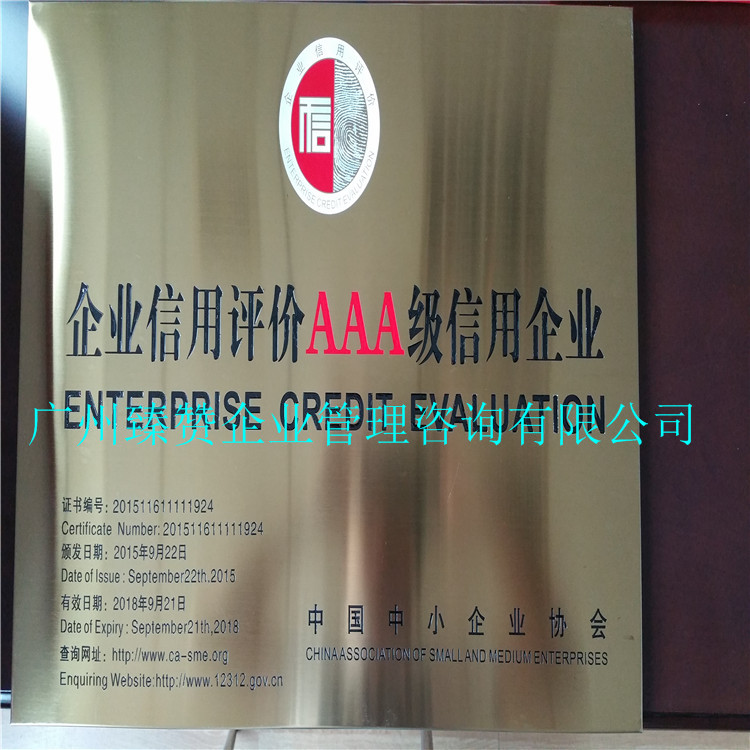 企业信用评价
信
ENTERPRISE CREDIT EVALUATION
企业信用评价AAA级信用企业
ENTERPRISE CREDIT EVALUATION
广州臻赞企业管理咨询有限公司
证书编号: 201511611111924
Certificate Number: 201511611111924
颁发日期: 2015年9月22日
Date of Issue : September22th.2015
有效日期: 2018年9月21日
Date of Expiry : September21th,2018
查询网址: http://www.ca-sme.org
Enquiring Website:http://www.12312.gov.cn
中国中小企业协会
CHINA ASSOCIATION OF SMALL AND MEDIUM ENTERPRISES